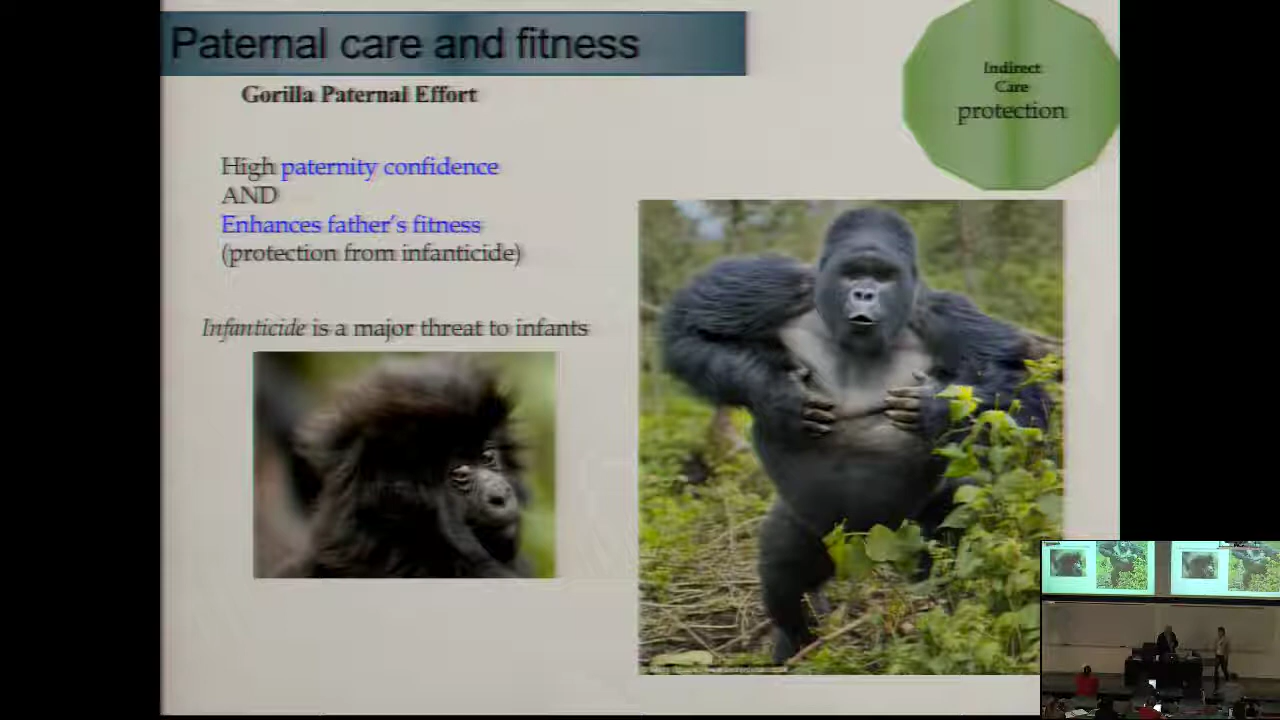 Paternal care and fitness
Indirect
Care
protection
Gorilla Paternal Effort
High paternity confidence
AND
Enhances father's fitness
(protection from infanticide)
Infanticide is a major threat to infants